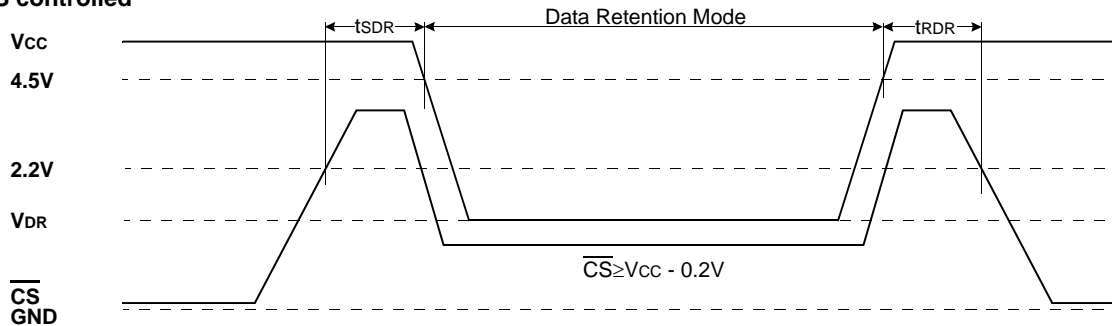 controlled
Data Retention Mode
tSDR
tRDR
VCC
4.5V
2.2V
VDR
CS≥VCC - 0.2V
CS
GND